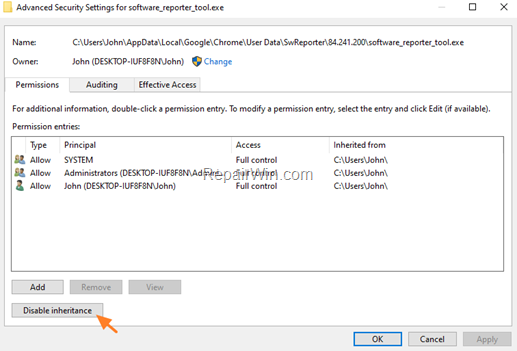 Advanced Security Settings for software_reporter_tool.exe
Name: C:\Users\John\AppData\Local\Google\Chrome\User Data\SwReporter\84.241.200\software_reporter_tool.exe
Owner: John (DESKTOP-IUF8F8N\John) Change
Permissions Auditing Effective Access
For additional information, double-click a permission entry. To modify a permission entry, select the entry and click Edit (if available).
Permission entries:
Type Principal Access Inherited from
Allow SYSTEM Full control C:\Users\John\
Allow Administrators (DESKTOP-IUF8F8N\Admini... Full control C:\Users\John\
Allow John (DESKTOP-IUF8F8N\John) Full control C:\Users\John\
RepairWin.com
Add Remove View
Disable inheritance
OK Cancel Apply